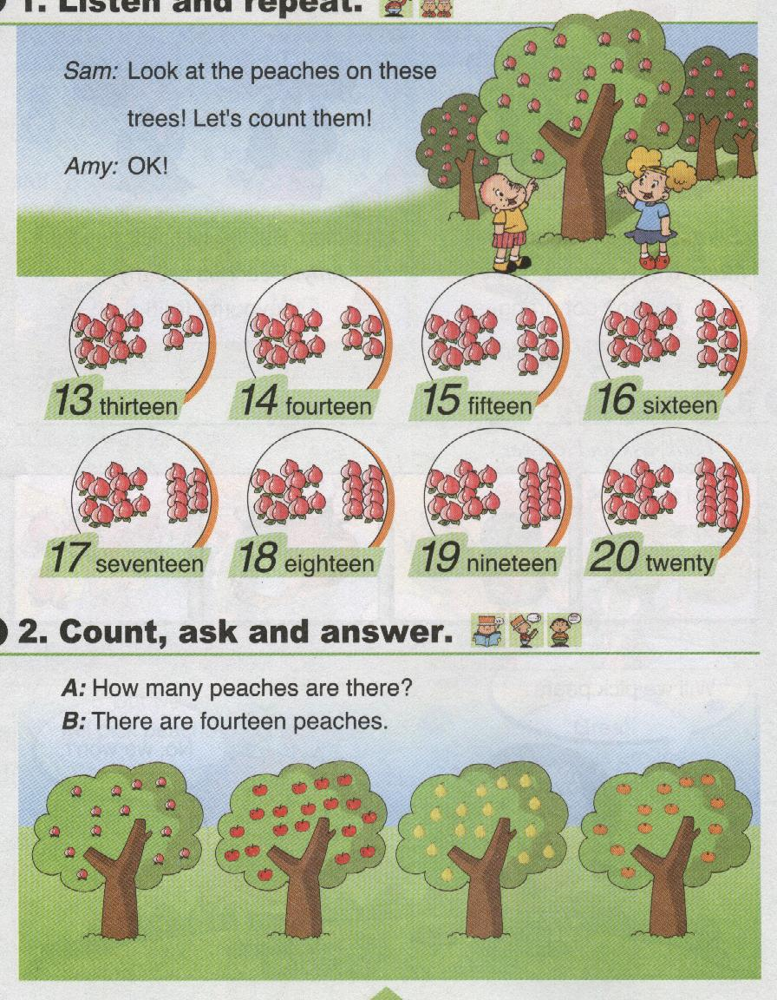 1. Listen and repeat.
Sam: Look at the peaches on these
trees! Let's count them!
Amy: OK!
13 thirteen
14 fourteen
15 fifteen
16 sixteen
17 seventeen
18 eighteen
19 nineteen
20 twenty
2. Count, ask and answer.
A: How many peaches are there?
B: There are fourteen peaches.